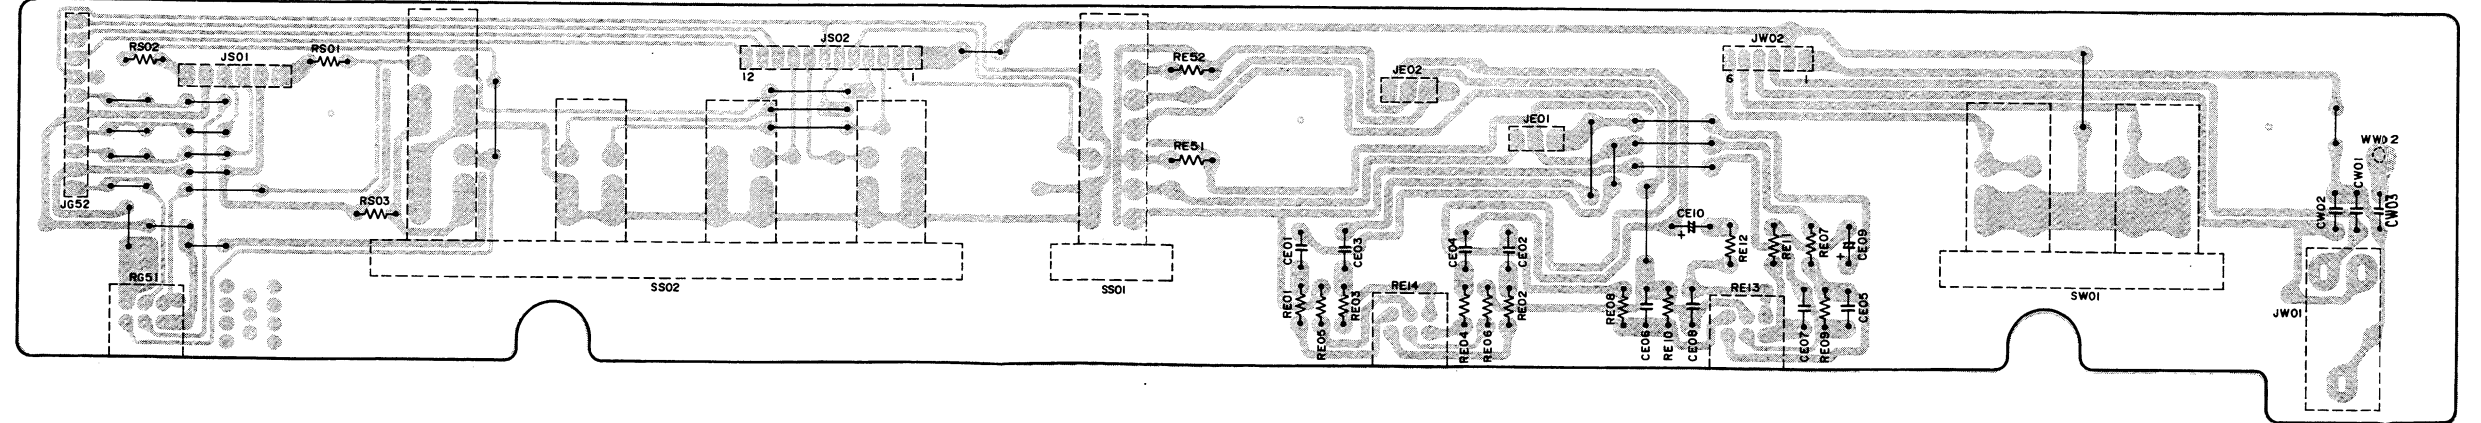 RS02
JS01
RS01
JS02
12
1
RE52
JE02
JW02
6
1
JE01
RE51
WW02
CW01
CW02
CW03
JG52
RS03
CE10
+
RE12
RE11
RE07
+
CE09
CE01
CE03
CE04
CE02
RG51
SS02
SS01
RE01
RE05
RE03
RE14
RE04
RE06
RE02
RE08
CE06
RE10
CE08
RE13
CE07
RE09
CE05
SW01
JW01